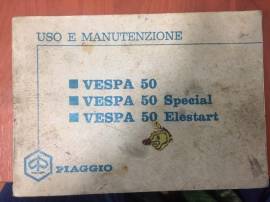 USO E MANUTENZIONE
VESPA 50
VESPA 50 Special
VESPA 50 Elestart
PIAGGIO